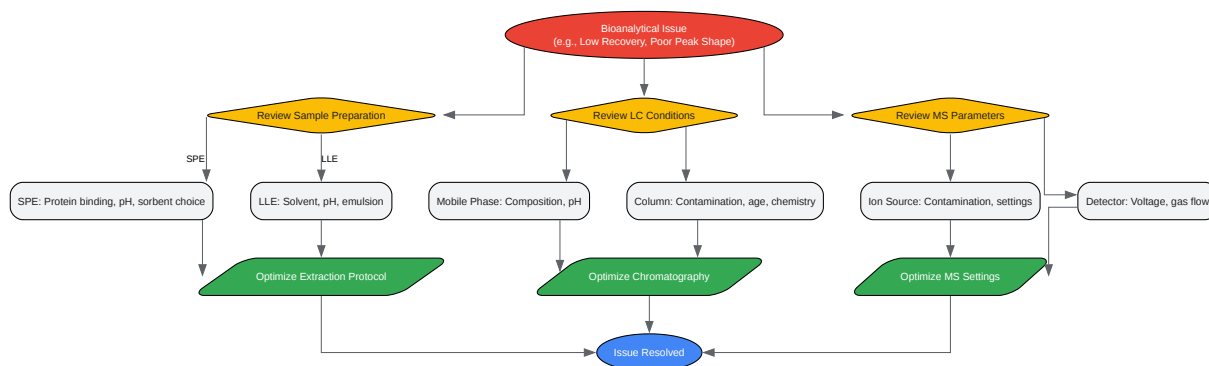 Bioanalytical Issue
(e.g., Low Recovery, Poor Peak Shape)
Review Sample Preparation
Review LC Conditions
Review MS Parameters
SPE
LLE
SPE: Protein binding, pH, sorbent choice
LLE: Solvent, pH, emulsion
Mobile Phase: Composition, pH
Column: Contamination, age, chemistry
Ion Source: Contamination, settings
Detector: Voltage, gas flow
Optimize Extraction Protocol
Optimize Chromatography
Optimize MS Settings
Issue Resolved